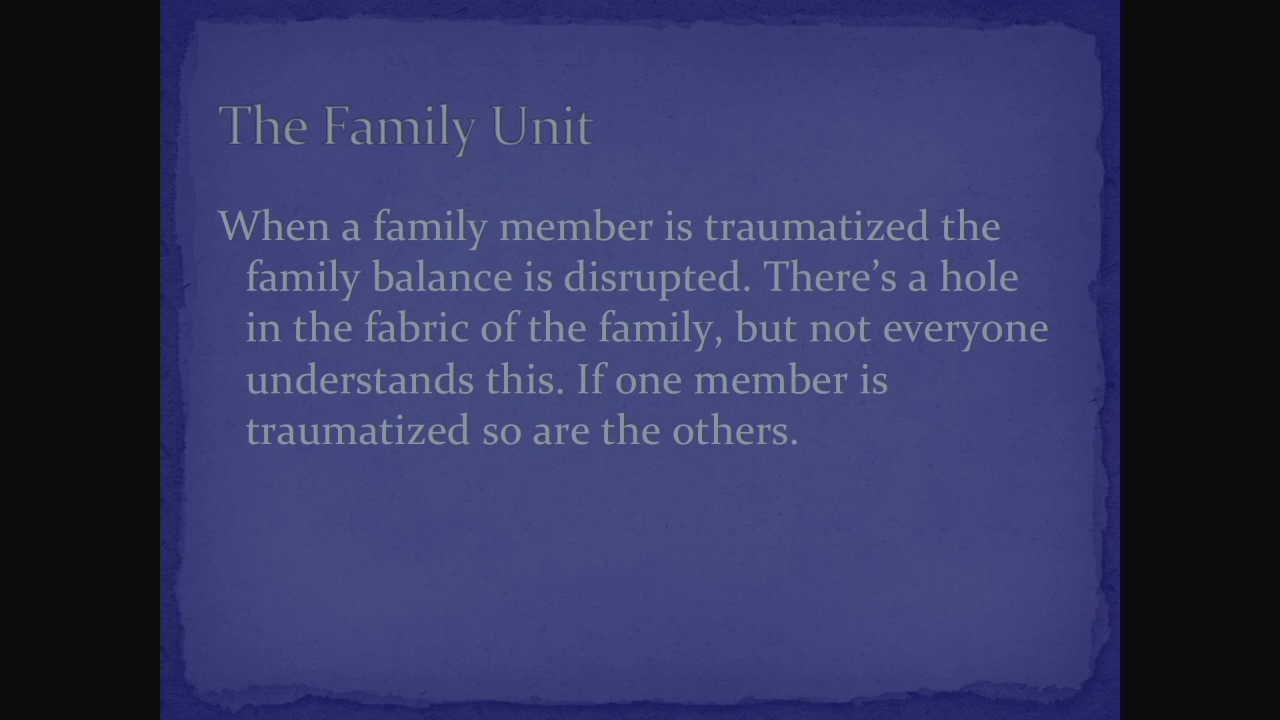 The Family Unit
When a family member is traumatized the
family balance is disrupted. There’s a hole
in the fabric of the family, but not everyone
understands this. If one member is
traumatized so are the others.